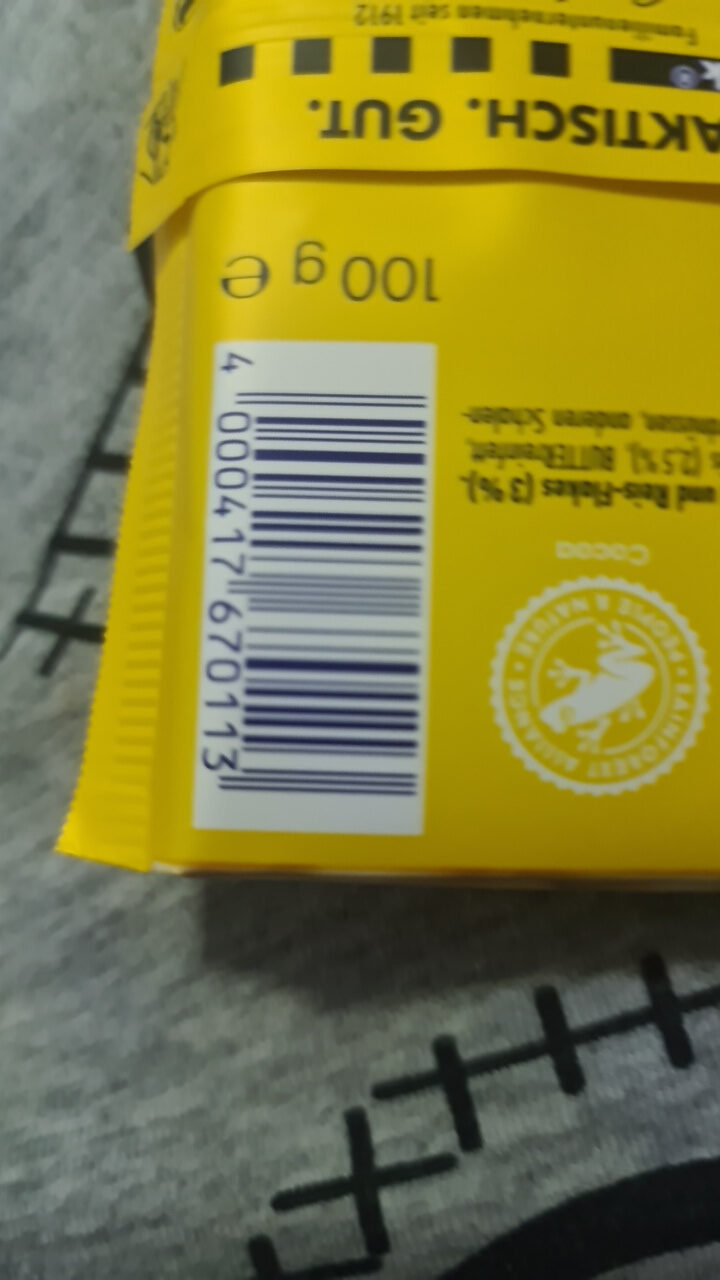 und Reis-Flakes (3 %),
(2,5 %), BUTTERreinfett,
anderen Schalen-
Cocoa
PEOPLE & NATURE • RAINFOREST ALLIANCE •
4 000417 670113
100 g e
AKTISCH. GUT.
Familienunternehmen seit 1912